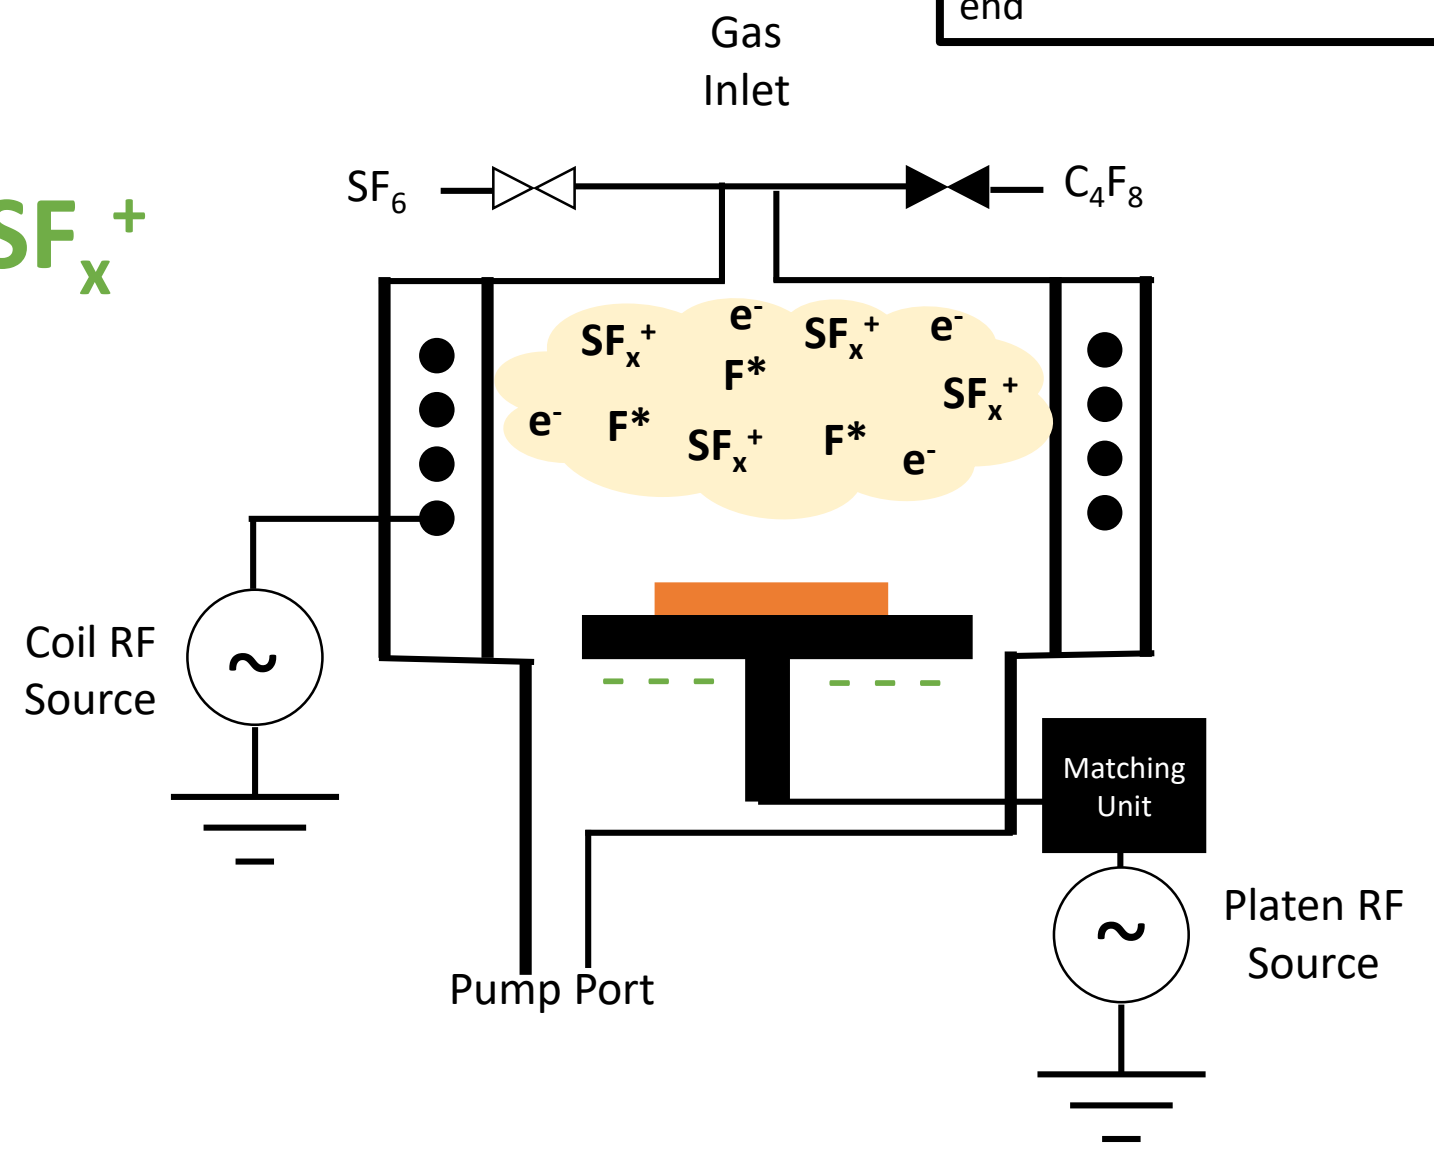 end
Gas
Inlet
SF₆
C₄F₈
SFₓ⁺
SFₓ⁺
e⁻
SFₓ⁺
e⁻
F*
SFₓ⁺
e⁻
F*
SFₓ⁺
F*
e⁻
Coil RF
Source
~
Matching
Unit
~
Platen RF
Source
Pump Port